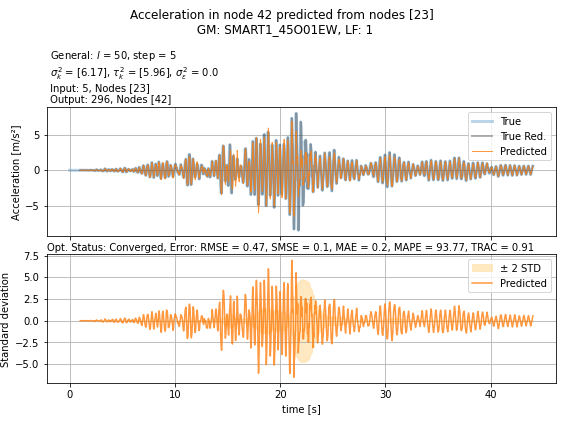 Acceleration in node 42 predicted from nodes [23]
GM: SMART1_45O01EW, LF: 1
General: l = 50, step = 5
σ²ₖ = [6.17], τ²ₖ = [5.96], σ²ε = 0.0
Input: 5, Nodes [23]
Output: 296, Nodes [42]
Acceleration [m/s²]
5
0
−5
True
True Red.
Predicted
Opt. Status: Converged, Error: RMSE = 0.47, SMSE = 0.1, MAE = 0.2, MAPE = 93.77, TRAC = 0.91
Standard deviation
7.5
5.0
2.5
0.0
−2.5
−5.0
± 2 STD
Predicted
0 10 20 30 40
time [s]